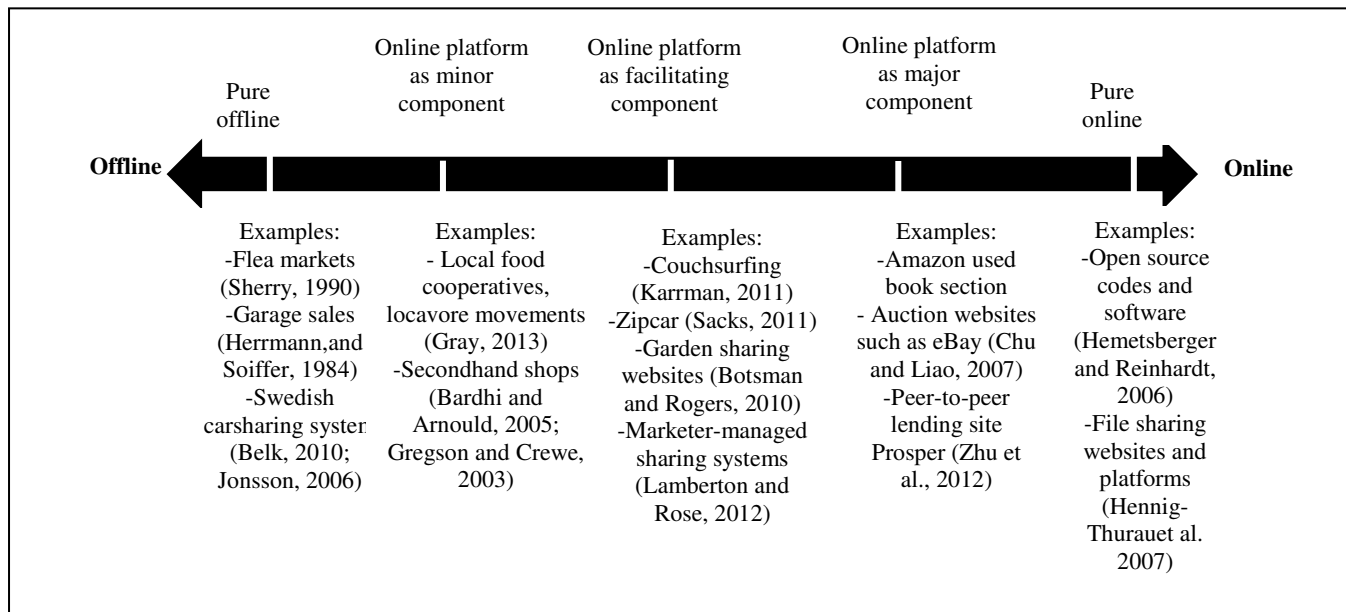 Pure
offline
Online platform
as minor
component
Online platform
as facilitating
component
Online platform
as major
component
Pure
online
Offline
Online
Examples:
-Flea markets
(Sherry, 1990)
-Garage sales
(Herrmann,and
Soiffer, 1984)
-Swedish
carsharing system
(Belk, 2010;
Jonsson, 2006)
Examples:
- Local food
cooperatives,
locavore movements
(Gray, 2013)
-Secondhand shops
(Bardhi and
Arnould, 2005;
Gregson and Crewe,
2003)
Examples:
-Couchsurfing
(Karrman, 2011)
-Zipcar (Sacks, 2011)
-Garden sharing
websites (Botsman
and Rogers, 2010)
-Marketer-managed
sharing systems
(Lamberton and
Rose, 2012)
Examples:
-Amazon used
book section
- Auction websites
such as eBay (Chu
and Liao, 2007)
-Peer-to-peer
lending site
Prosper (Zhu et
al., 2012)
Examples:
-Open source
codes and
software
(Hemetsberger
and Reinhardt,
2006)
-File sharing
websites and
platforms
(Hennig-
Thurauet al.
2007)